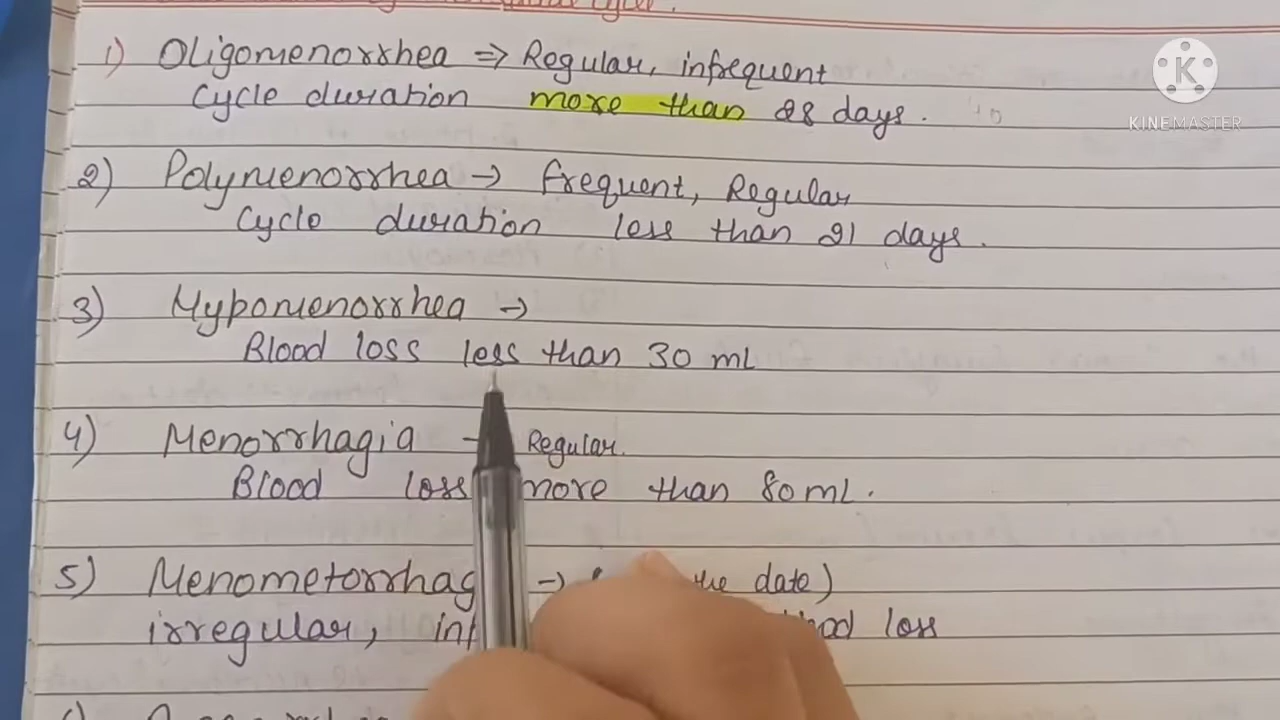 Cycle.
1) Oligomenorrhea => Regular, infrequent
Cycle duration more than 28 days.
2) Polymenorrhea → frequent, Regular
Cycle duration less than 21 days.
3) Hypomenorrhea →
Blood loss less than 30 ml
4) Menorrhagia → Regular.
Blood loss more than 80 ml.
5) Menometorrhag → the date)
irregular, loss
KINEMASTER